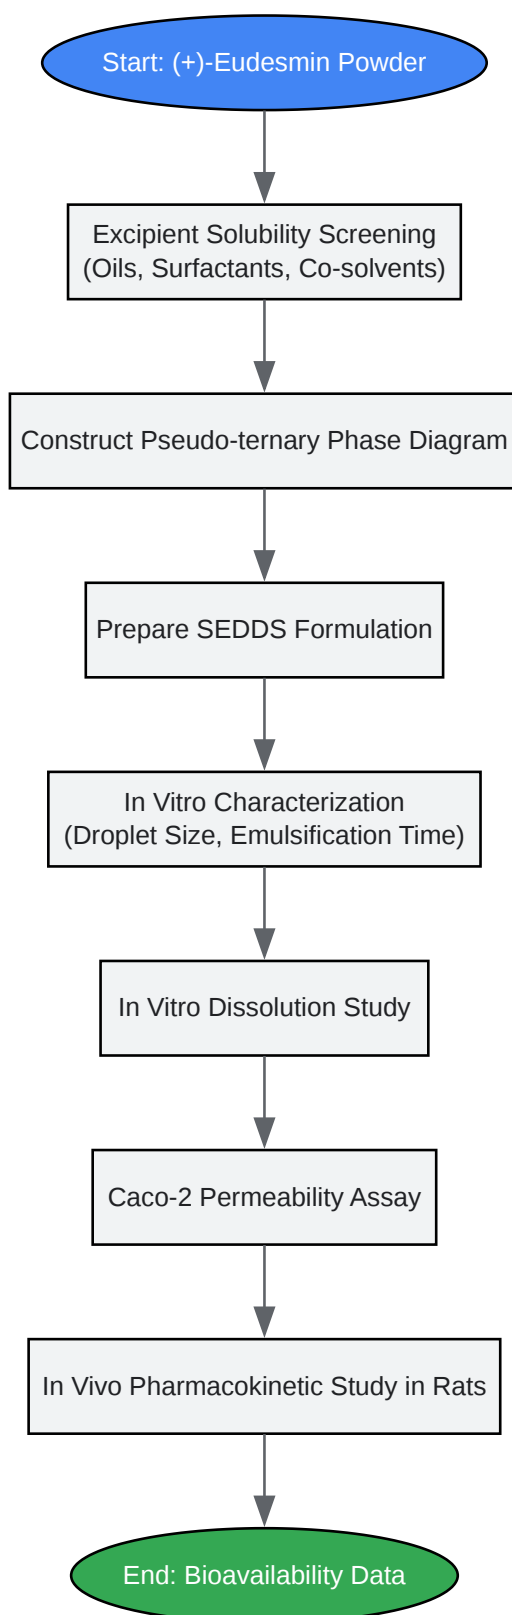 Start: (+)-Eudesmin Powder
Excipient Solubility Screening
(Oils, Surfactants, Co-solvents)
Construct Pseudo-ternary Phase Diagram
Prepare SEDDS Formulation
In Vitro Characterization
(Droplet Size, Emulsification Time)
In Vitro Dissolution Study
Caco-2 Permeability Assay
In Vivo Pharmacokinetic Study in Rats
End: Bioavailability Data